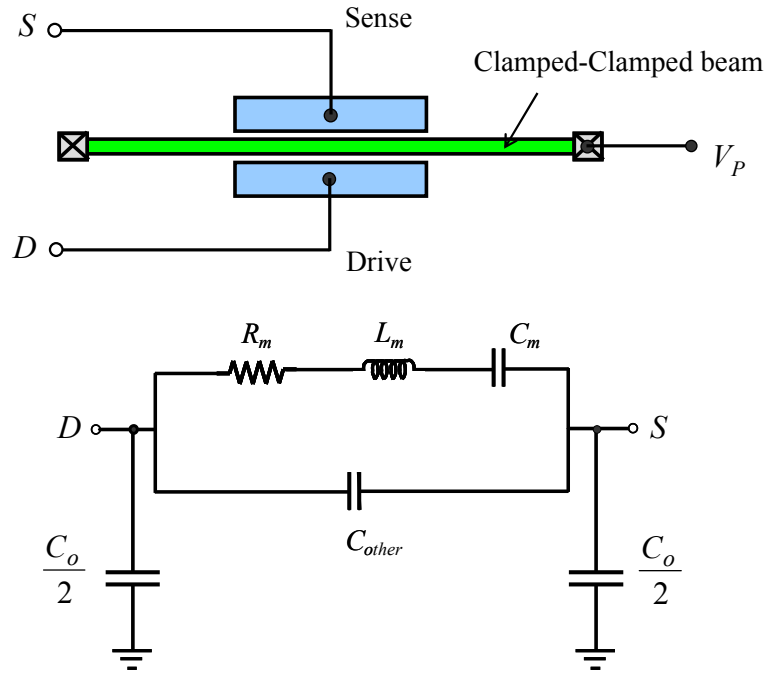 S
Sense
Clamped-Clamped beam
V_P
D
Drive
R_m
L_m
C_m
D
S
C_other
C_o
2
C_o
2